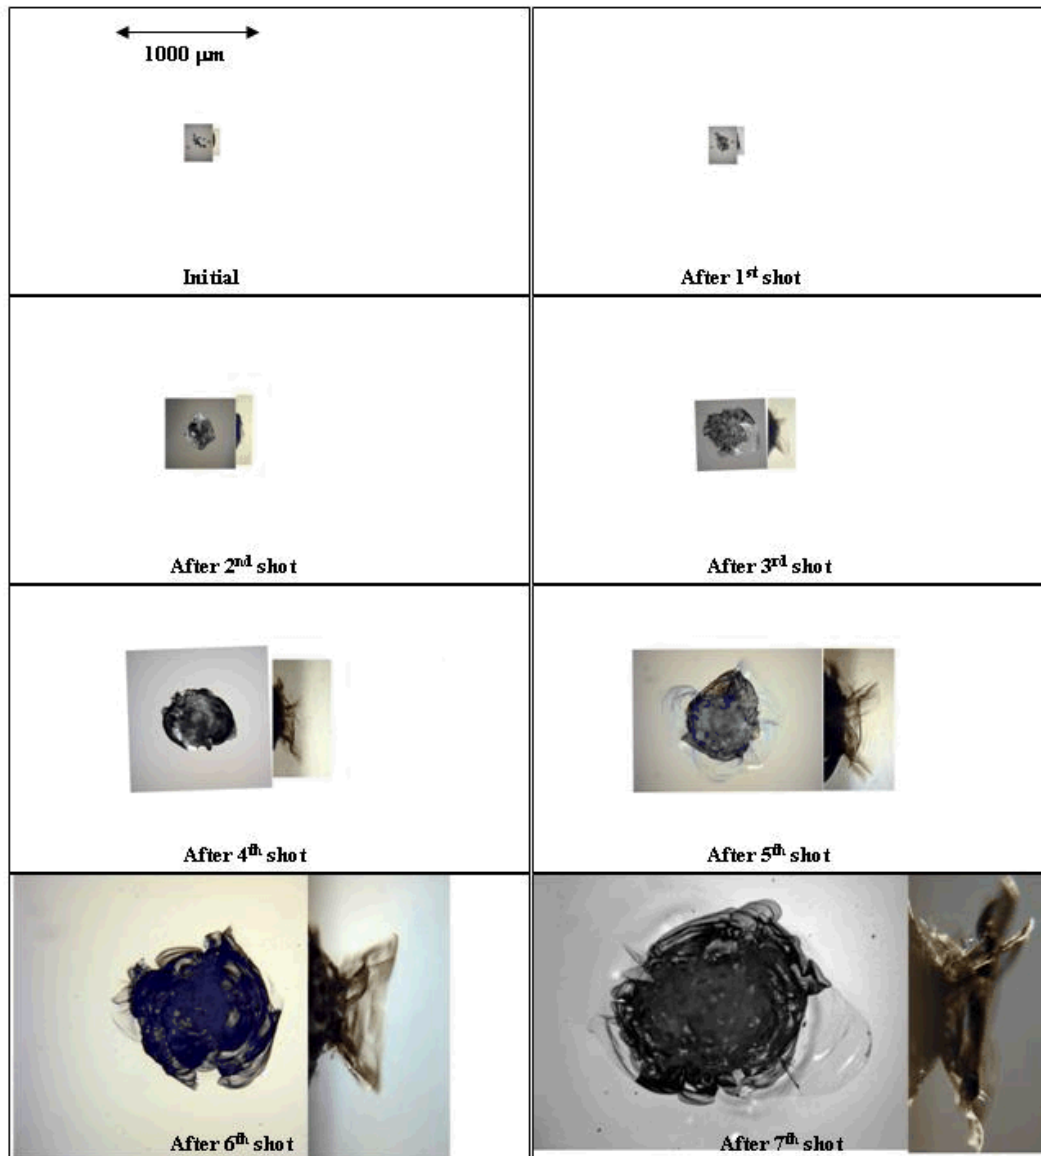 1000 μm
Initial
After 1st shot
After 2nd shot
After 3rd shot
After 4th shot
After 5th shot
After 6th shot
After 7th shot